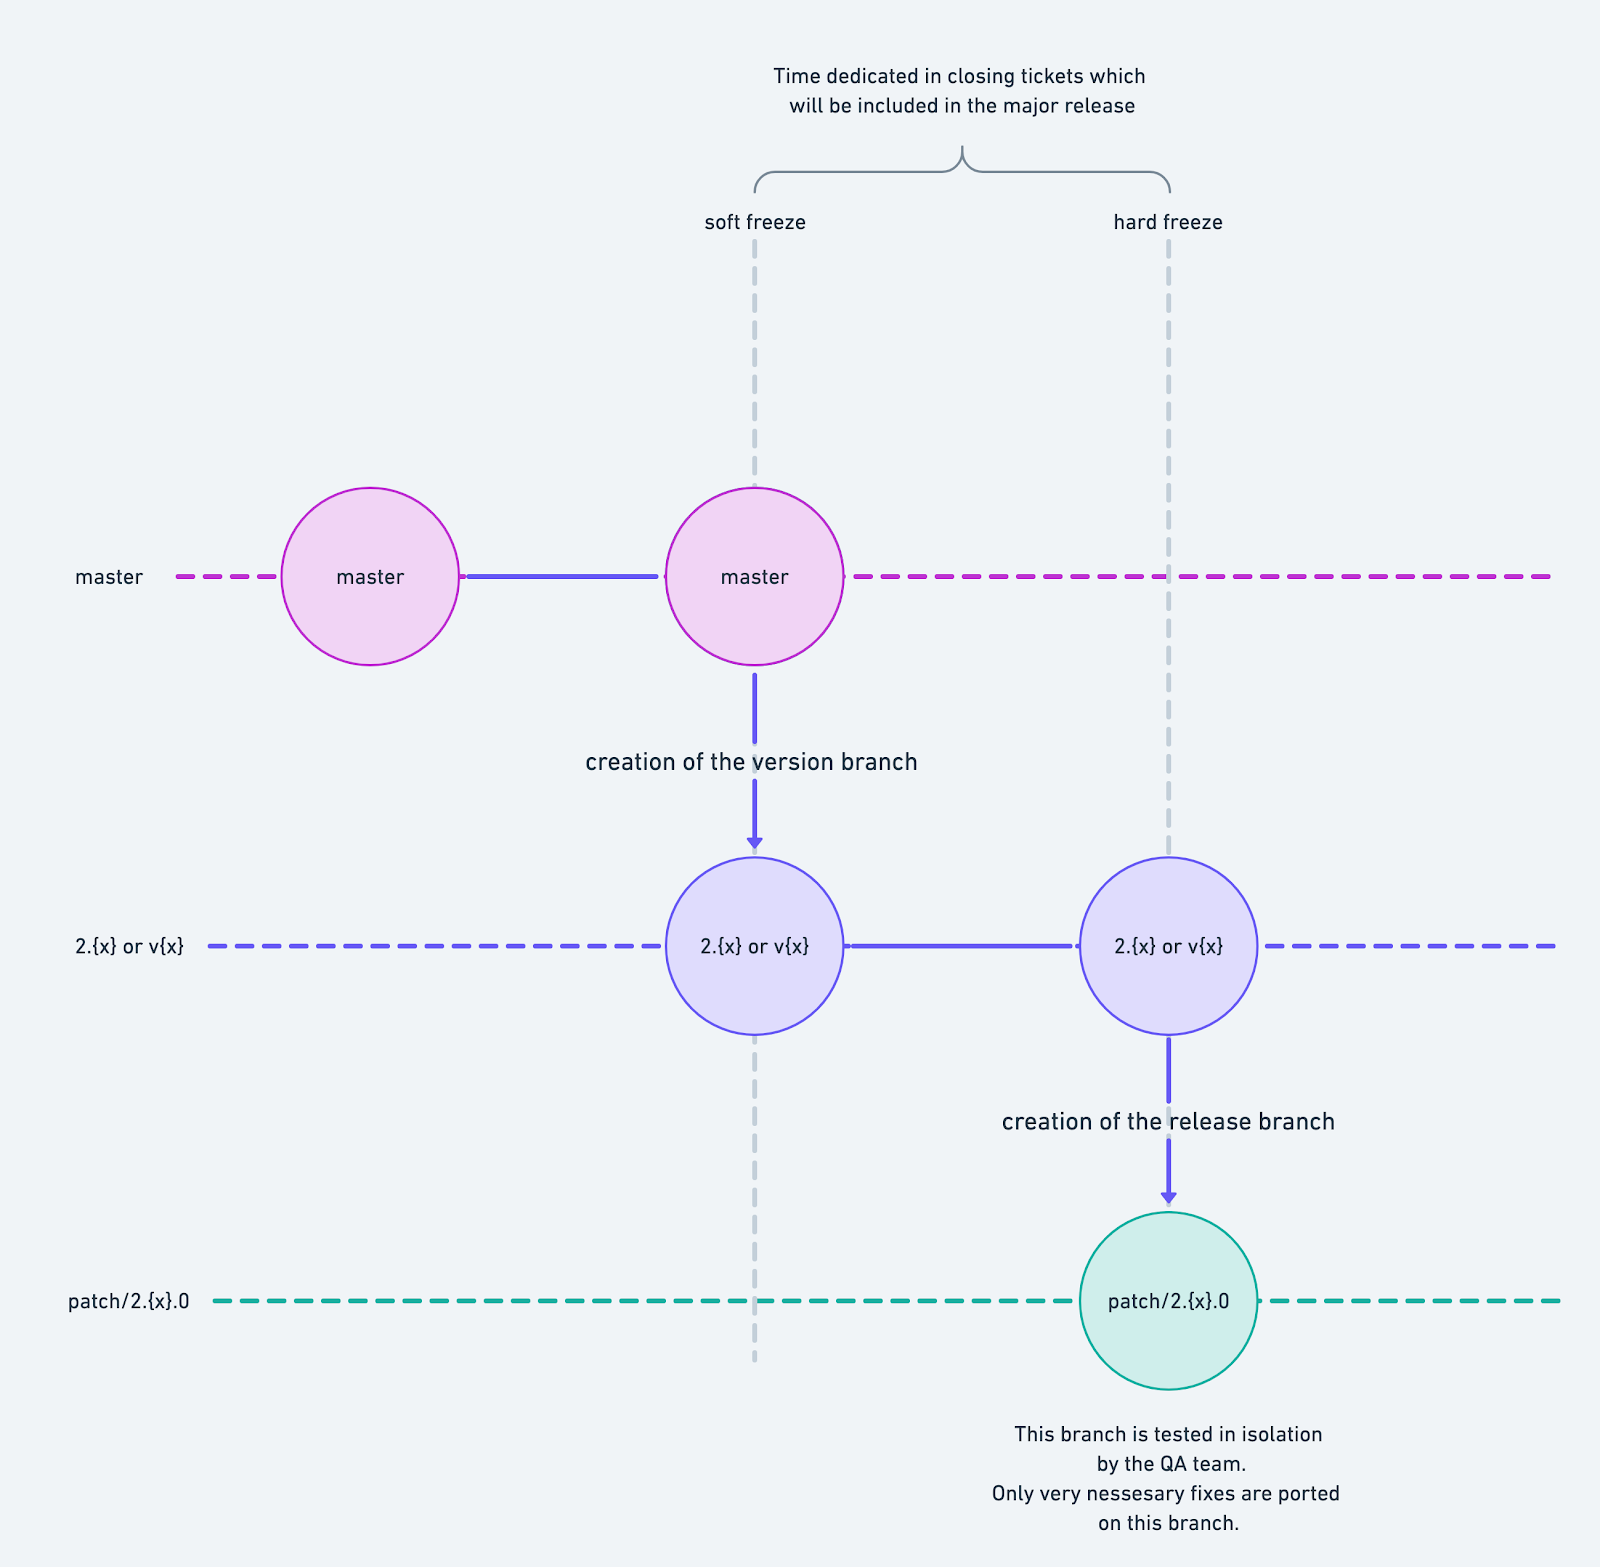 Time dedicated in closing tickets which
will be included in the major release
soft freeze
hard freeze
master
master
master
creation of the version branch
2.{x} or v{x}
2.{x} or v{x}
2.{x} or v{x}
creation of the release branch
patch/2.{x}.0
patch/2.{x}.0
This branch is tested in isolation
by the QA team.
Only very nessesary fixes are ported
on this branch.